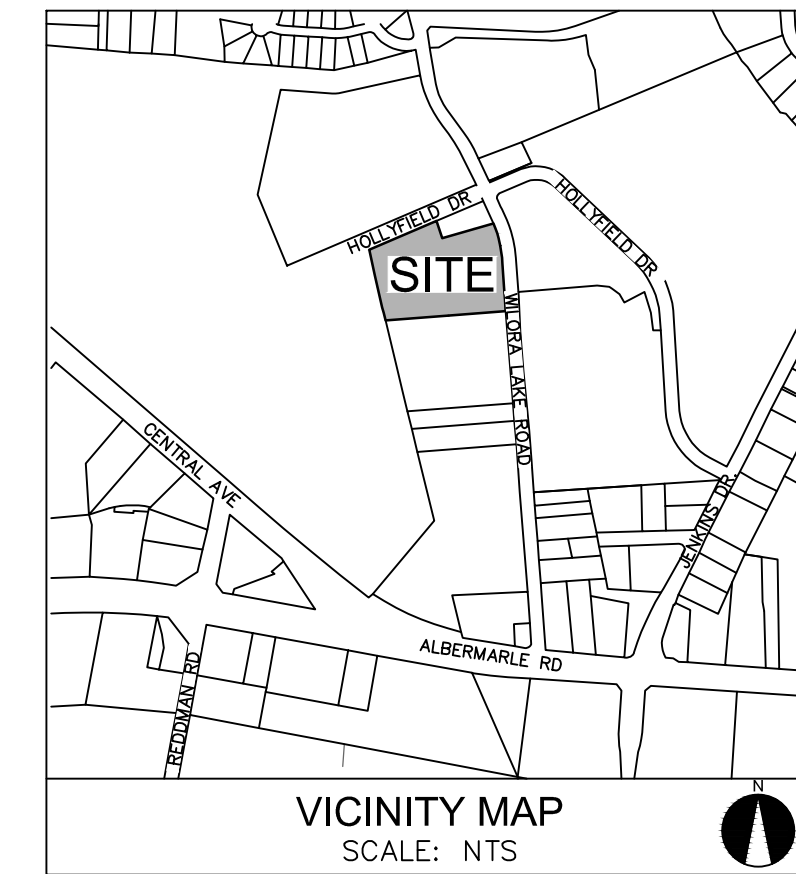 HOLLYFIELD DR
HOLLYFIELD DR
SITE
WILORA LAKE ROAD
CENTRAL AVE
JENKINS DR.
ALBERMARLE RD
REDDMAN RD
VICINITY MAP
SCALE: NTS
N